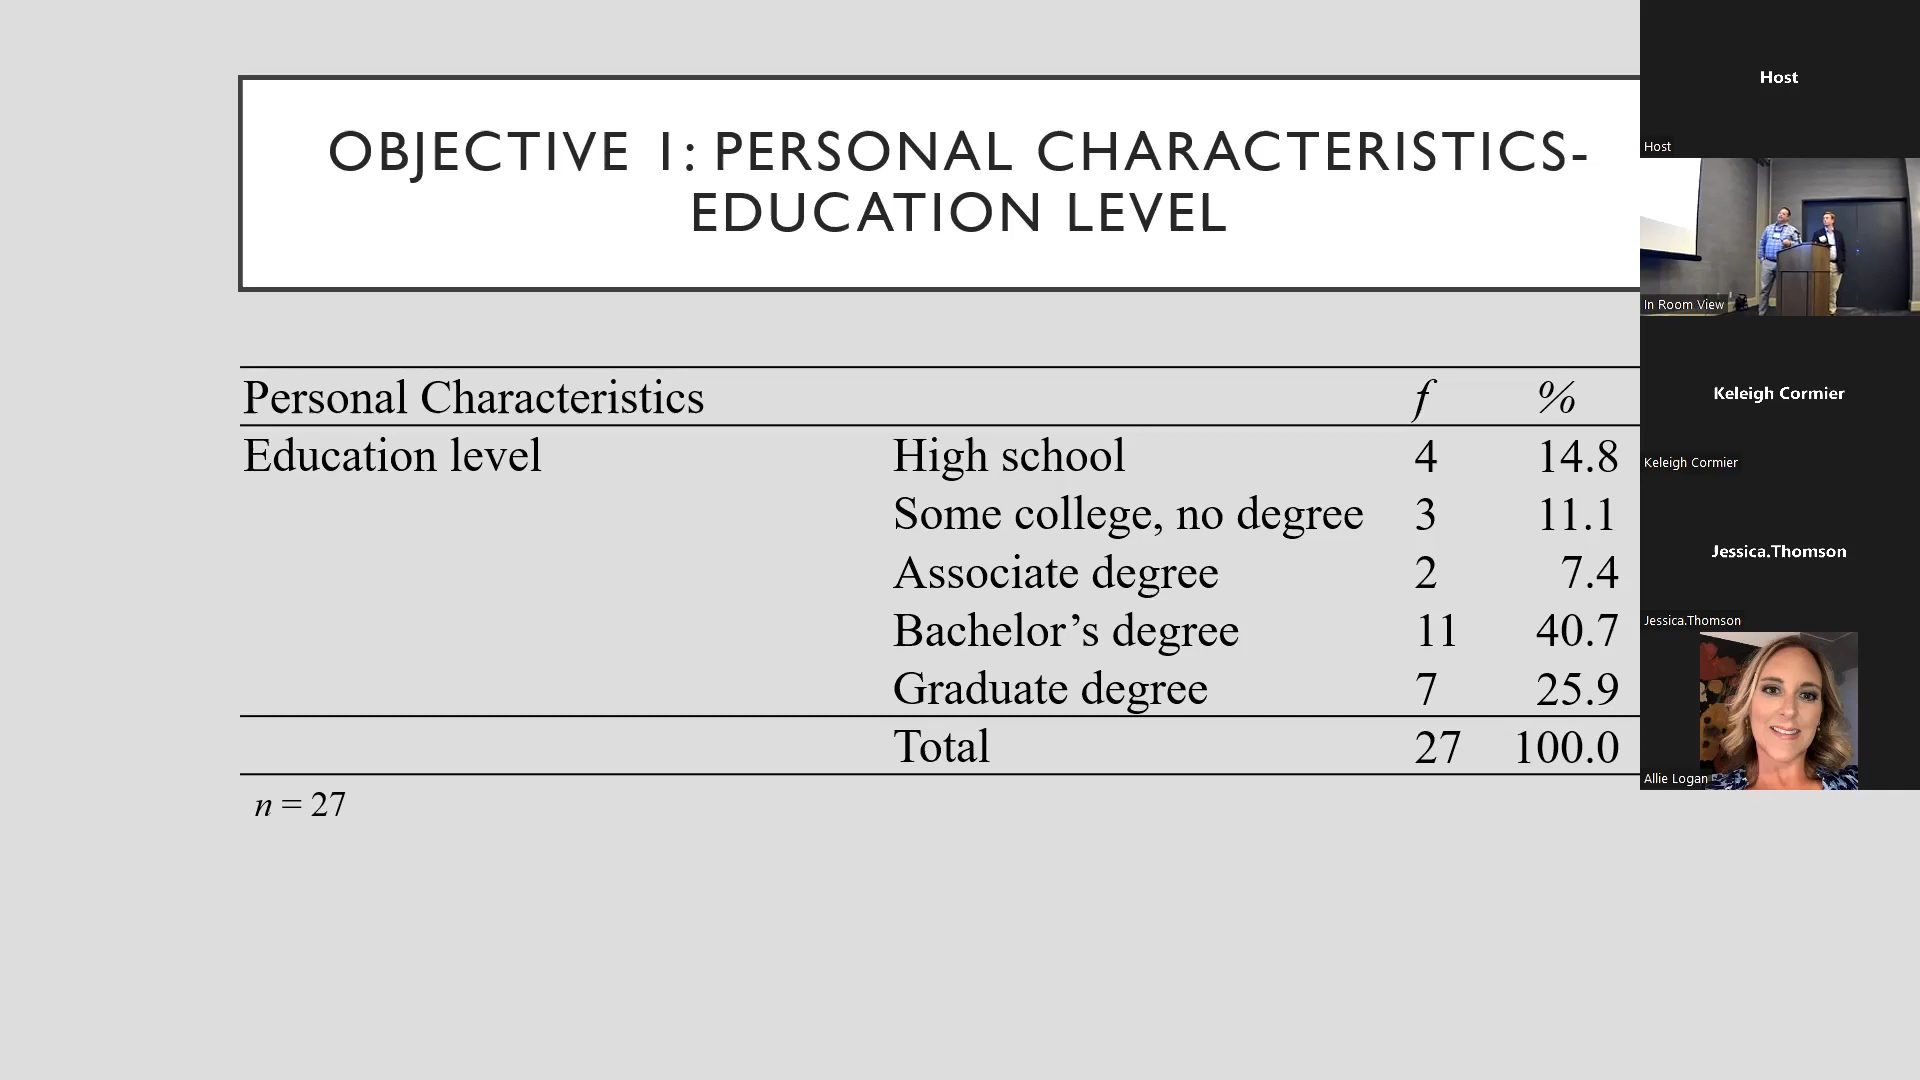 OBJECTIVE 1: PERSONAL CHARACTERISTICS-
EDUCATION LEVEL
Personal Characteristics f %
Education level High school 4 14.8
Some college, no degree 3 11.1
Associate degree 2 7.4
Bachelor’s degree 11 40.7
Graduate degree 7 25.9
Total 27 100.0
n = 27
Host
Host
In Room View
Keleigh Cormier
Keleigh Cormier
Jessica.Thomson
Jessica.Thomson
Allie Logan